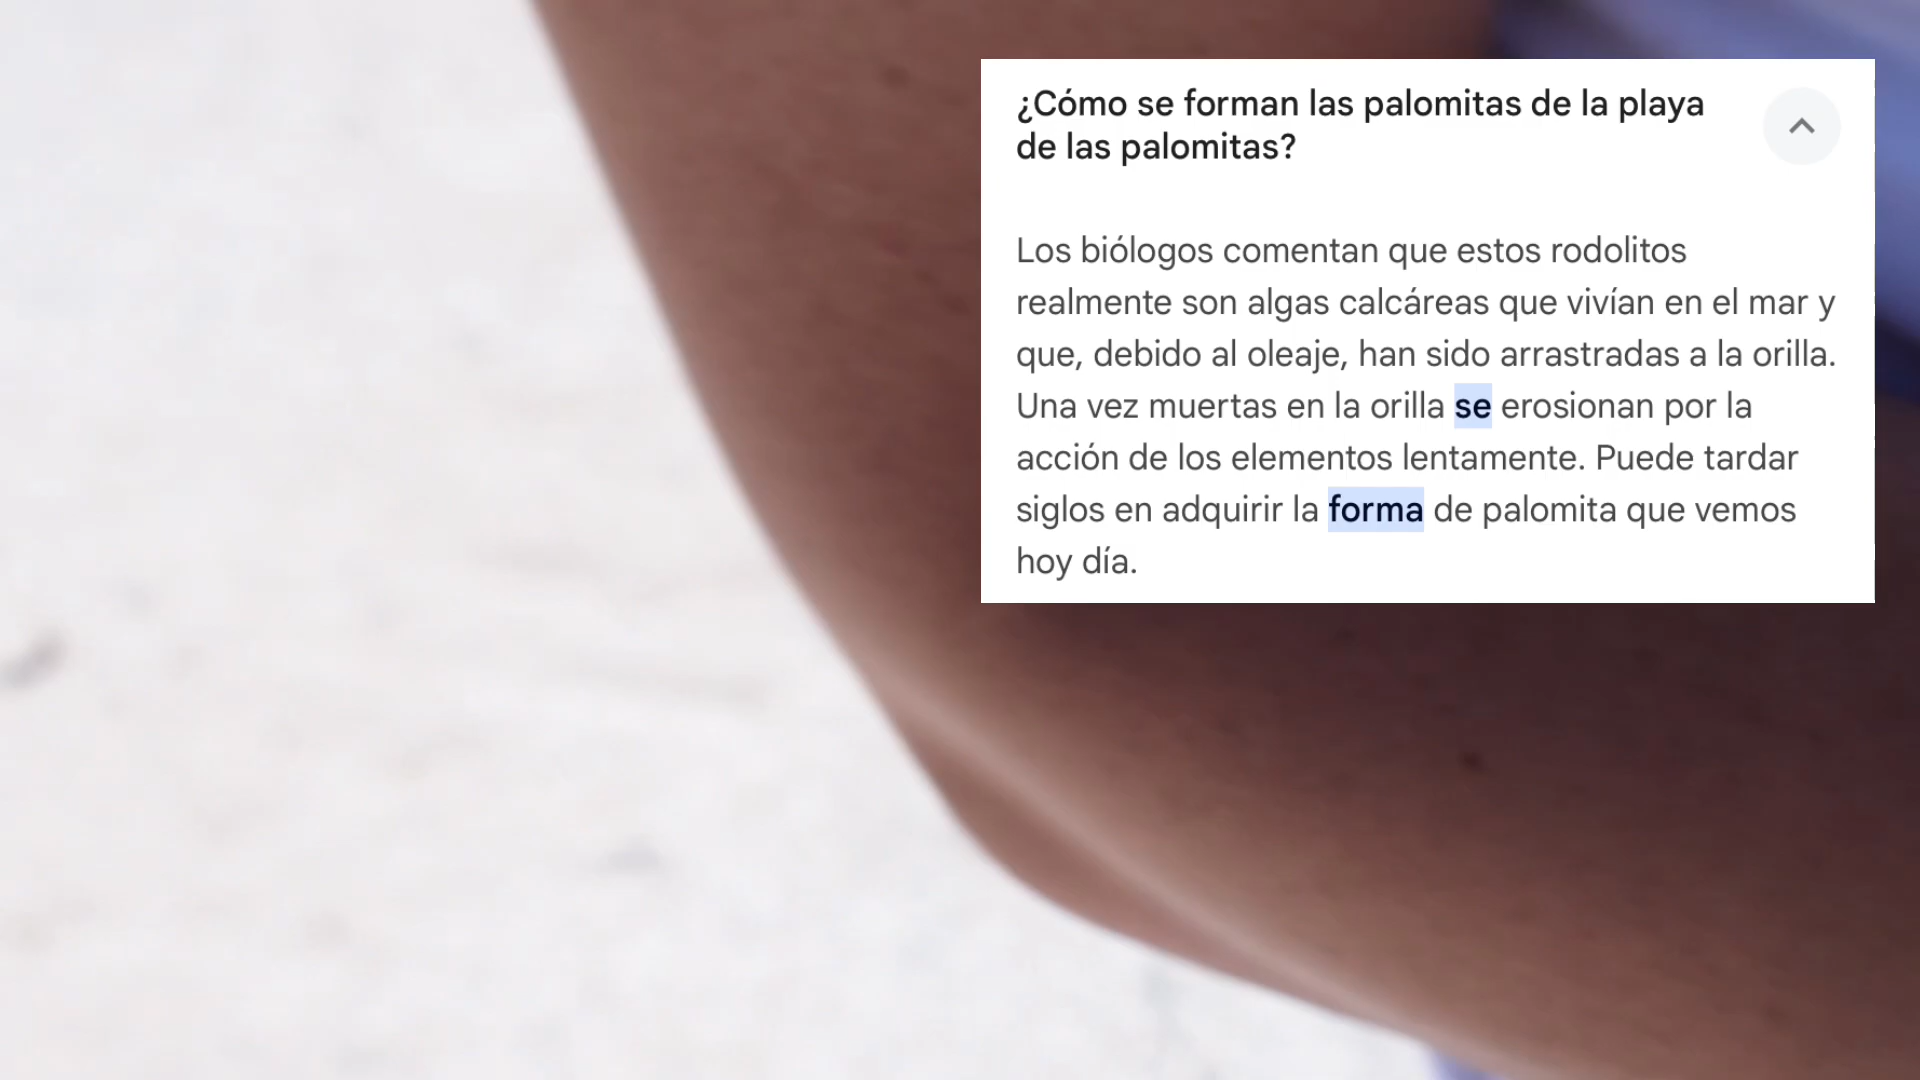 ¿Cómo se forman las palomitas de la playa
de las palomitas?
Los biólogos comentan que estos rodolitos
realmente son algas calcáreas que vivían en el mar y
que, debido al oleaje, han sido arrastradas a la orilla.
Una vez muertas en la orilla se erosionan por la
acción de los elementos lentamente. Puede tardar
siglos en adquirir la forma de palomita que vemos
hoy día.